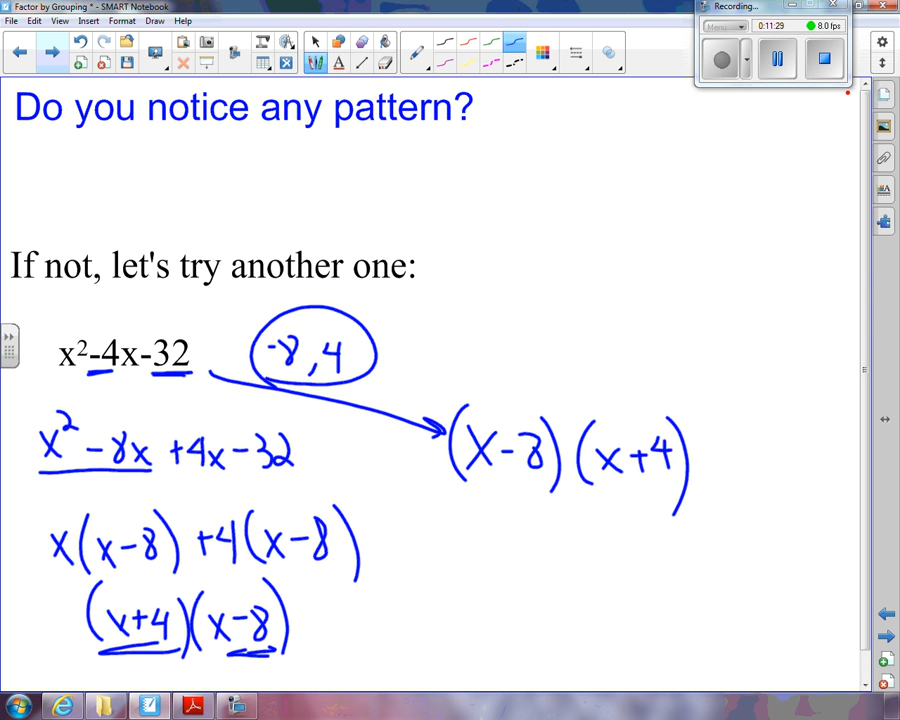 Factor by Grouping * - SMART Notebook
Recording...
File Edit View Insert Format Draw Help
Menu 0:11:29 8.0 fps
Do you notice any pattern?
If not, let's try another one:
x²-4x-32
-8, 4
x² - 8x + 4x - 32
(x-8)(x+4)
x(x-8) +4(x-8)
(x+4)(x-8)